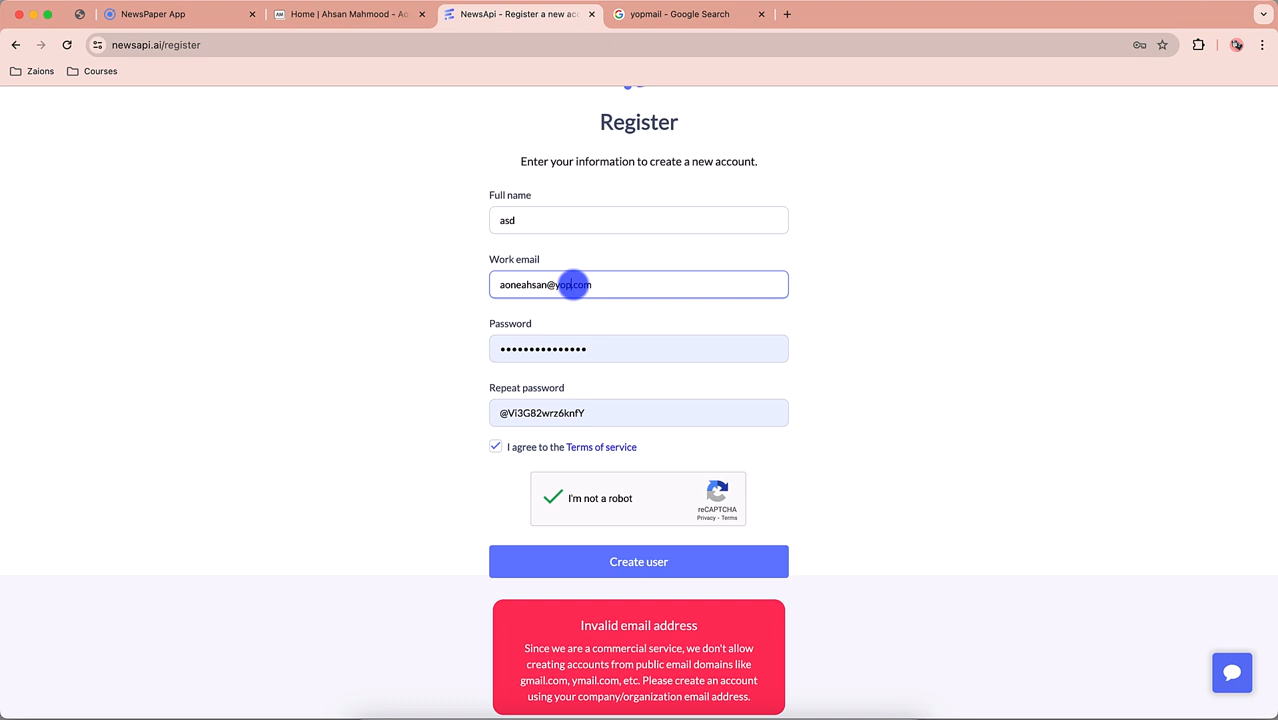 NewsPaper App
Home | Ahsan Mahmood - Ao
NewsApi - Register a new acc
yopmail - Google Search
newsapi.ai/register
Zaions
Courses
Register
Enter your information to create a new account.
Full name
asd
Work email
aoneahsan@yop.com
Password
•••••••••••••••
Repeat password
@Vi3G82wrz6knfY
I agree to the Terms of service
I'm not a robot
reCAPTCHA
Privacy - Terms
Create user
Invalid email address
Since we are a commercial service, we don't allow
creating accounts from public email domains like
gmail.com, ymail.com, etc. Please create an account
using your company/organization email address.